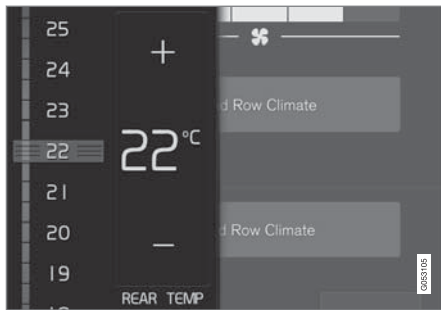 25
24
23
22
21
20
19
+
22°C
−
REAR TEMP
d Row Climate
d Row Climate
G053105